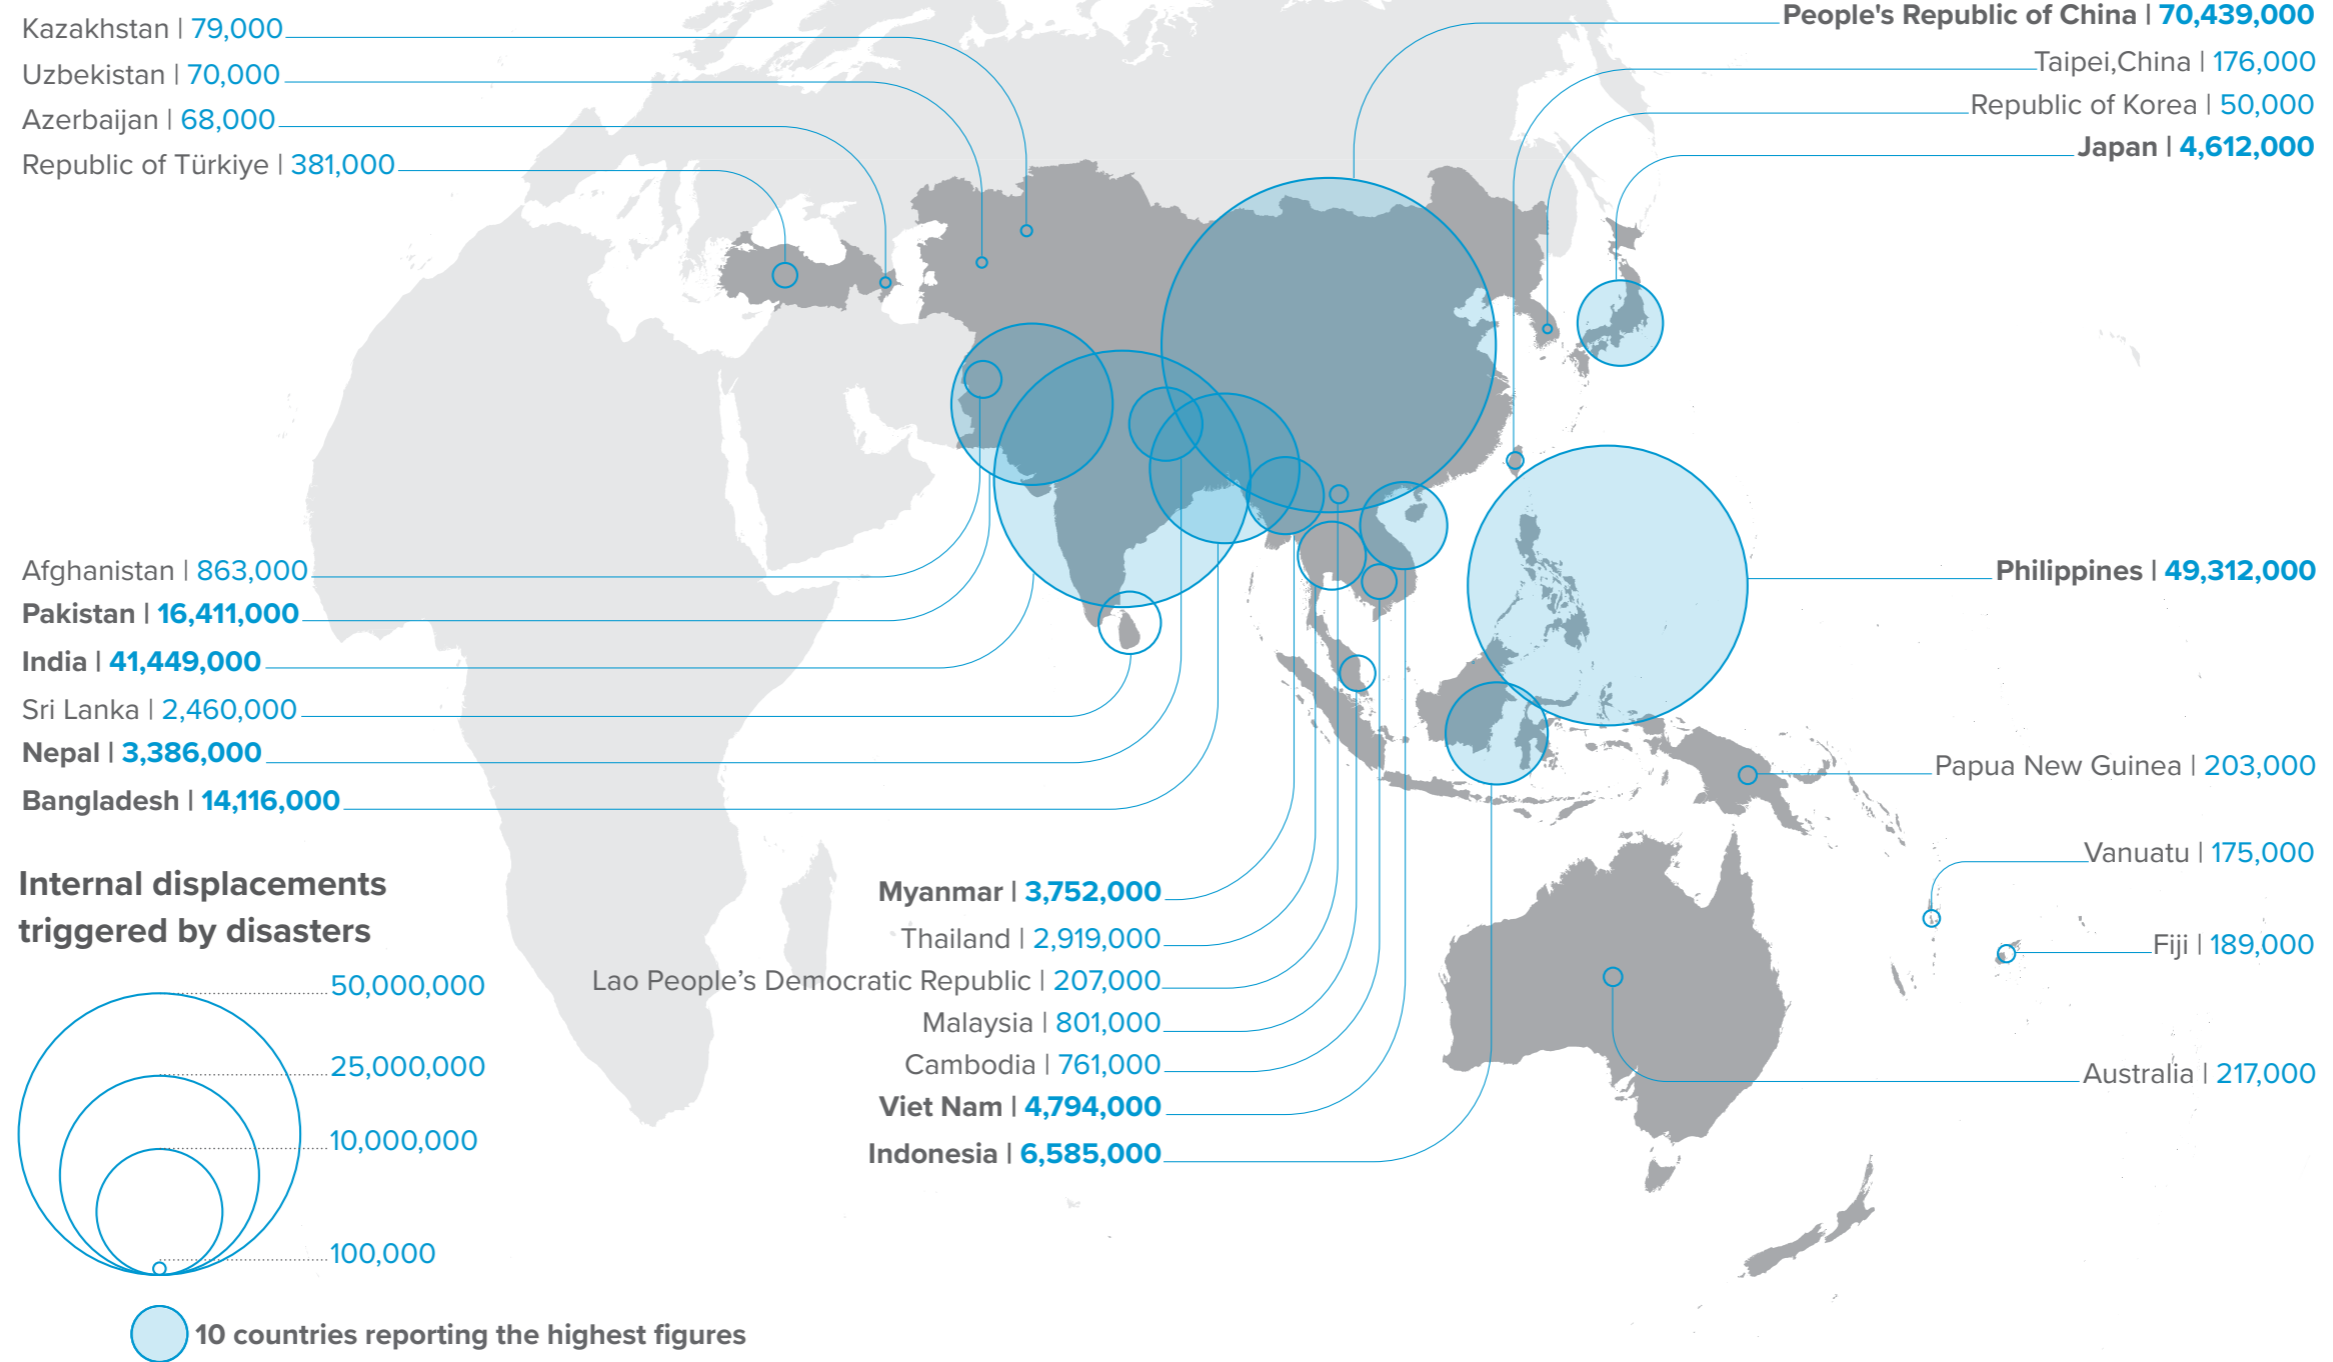 Kazakhstan | 79,000
Uzbekistan | 70,000
Azerbaijan | 68,000
Republic of Türkiye | 381,000
People's Republic of China | 70,439,000
Taipei,China | 176,000
Republic of Korea | 50,000
Japan | 4,612,000
Afghanistan | 863,000
Pakistan | 16,411,000
India | 41,449,000
Sri Lanka | 2,460,000
Nepal | 3,386,000
Bangladesh | 14,116,000
Philippines | 49,312,000
Papua New Guinea | 203,000
Vanuatu | 175,000
Fiji | 189,000
Australia | 217,000
Myanmar | 3,752,000
Thailand | 2,919,000
Lao People’s Democratic Republic | 207,000
Malaysia | 801,000
Cambodia | 761,000
Viet Nam | 4,794,000
Indonesia | 6,585,000
Internal displacements
triggered by disasters
50,000,000
25,000,000
10,000,000
100,000
10 countries reporting the highest figures